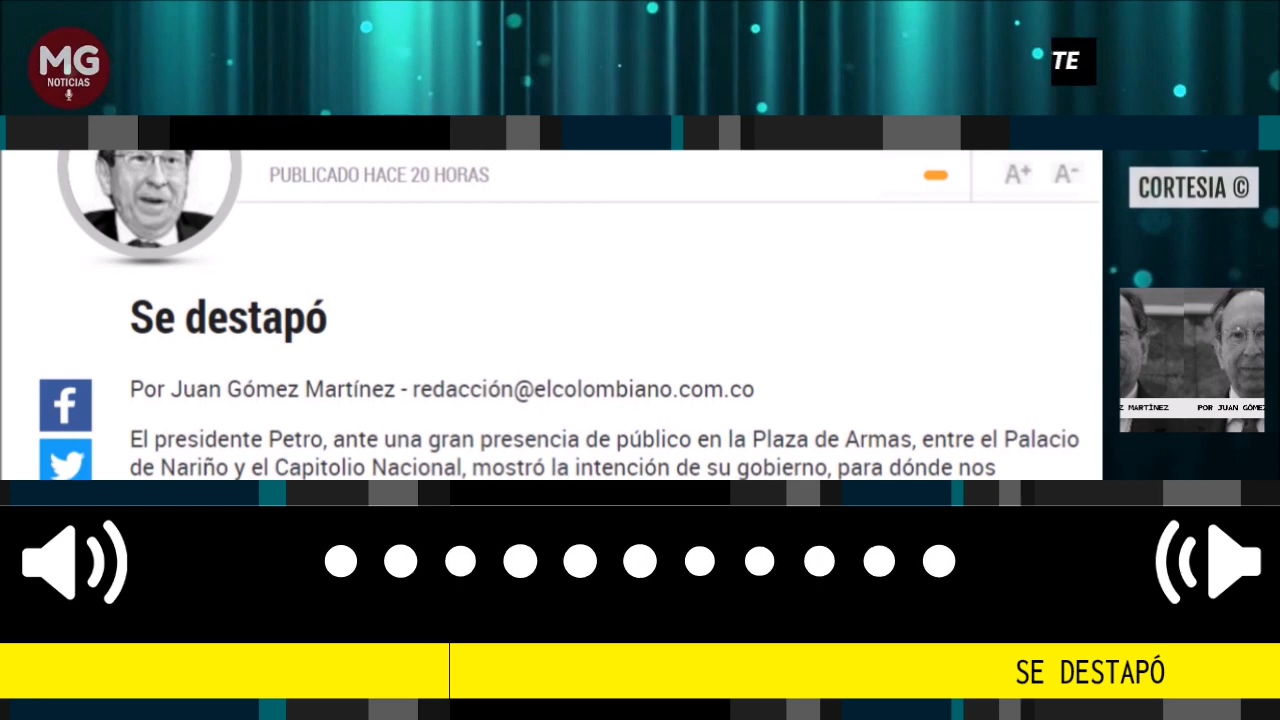 MG
NOTICIAS
TE
PUBLICADO HACE 20 HORAS
A+ A-
CORTESIA ©
Se destapó
Por Juan Gómez Martínez - redacción@elcolombiano.com.co
El presidente Petro, ante una gran presencia de público en la Plaza de Armas, entre el Palacio
de Nariño y el Capitolio Nacional, mostró la intención de su gobierno, para dónde nos
Z MARTÍNEZ POR JUAN GÓME
SE DESTAPÓ